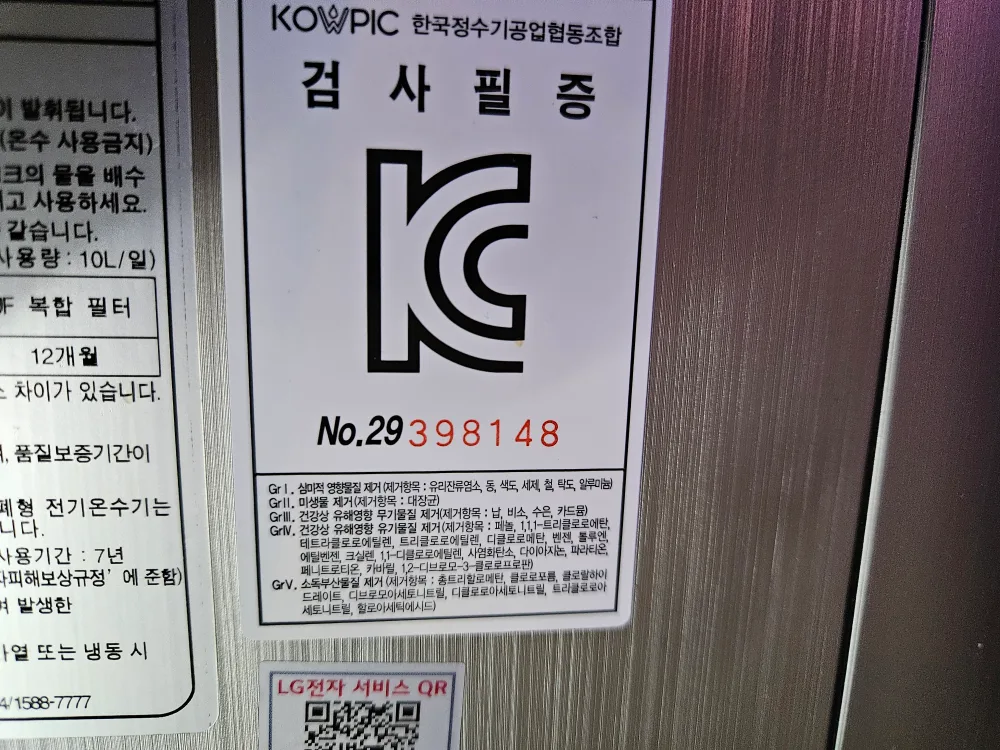 이 발휘됩니다.
(온수 사용금지)
크의 물을 배수
고 사용하세요.
같습니다.
사용량 : 10L/일)
복합 필터
12개월
차이가 있습니다.
, 품질보증기간이
폐형 전기온수기는
니다.
사용기간 : 7년
자피해보상규정’에 준함)
여 발생한
열 또는 냉동 시
4/1588-7777
KOWPIC 한국정수기공업협동조합
검 사 필 증
KC
No.29 398148
GrⅠ. 심미적 영향물질 제거(제거항목 : 유리잔류염소, 동, 색도, 세제, 철, 탁도, 알루미늄)
GrⅡ. 미생물 제거(제거항목 : 대장균)
GrⅢ. 건강상 유해영향 무기물질 제거(제거항목 : 납, 비소, 수은, 카드뮴)
GrⅣ. 건강상 유해영향 유기물질 제거(제거항목 : 페놀, 1,1,1-트리클로로에탄,
테트라클로로에틸렌, 트리클로로에틸렌, 디클로로메탄, 벤젠, 톨루엔,
에틸벤젠, 크실렌, 1,1-디클로로에틸렌, 사염화탄소, 다이아지논, 파라티온,
페니트로티온, 카바릴, 1,2-디브로모-3-클로로프로판)
GrⅤ. 소독부산물질 제거 (제거항목 : 총트리할로메탄, 클로로포름, 클로랄하이
드레이트, 디브로모아세토니트릴, 디클로로아세토니트릴, 트리클로로아
세토니트릴, 할로아세틱에시드)
LG전자 서비스 QR